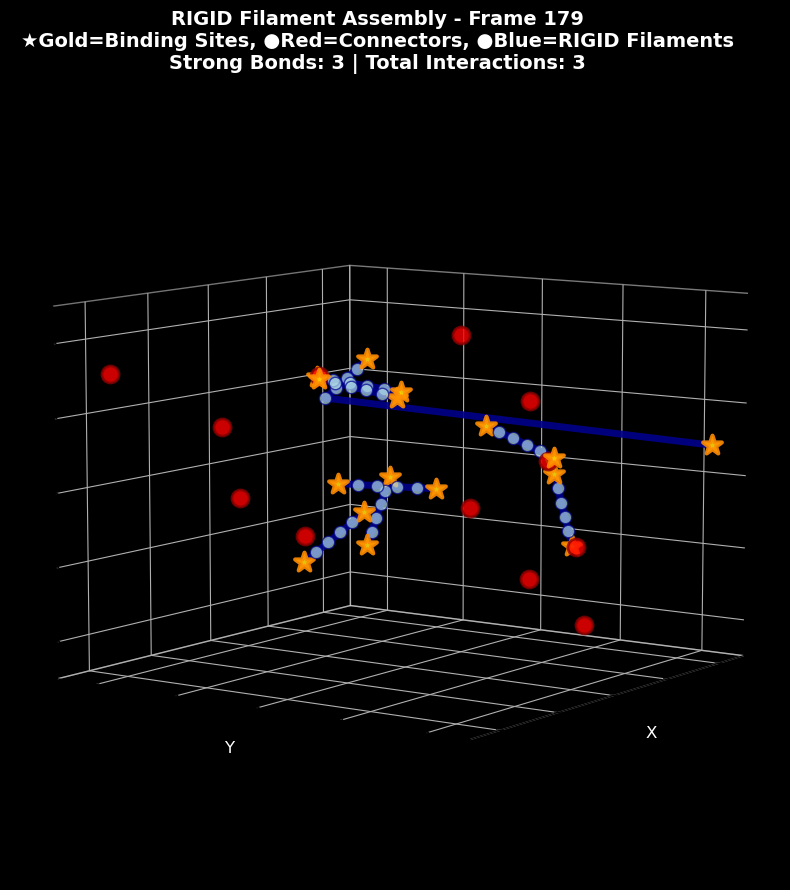 RIGID Filament Assembly - Frame 179
★Gold=Binding Sites, ●Red=Connectors, ●Blue=RIGID Filaments
Strong Bonds: 3 | Total Interactions: 3
X
Y